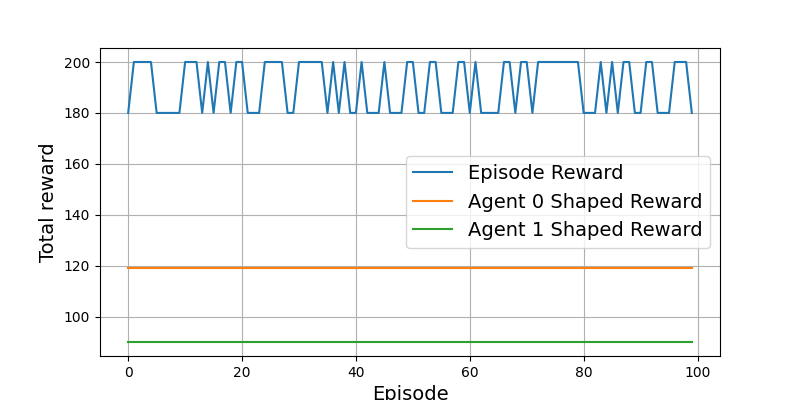 200
180
160
140
120
100
Total reward
Episode Reward
Agent 0 Shaped Reward
Agent 1 Shaped Reward
0 20 40 60 80 100
Episode